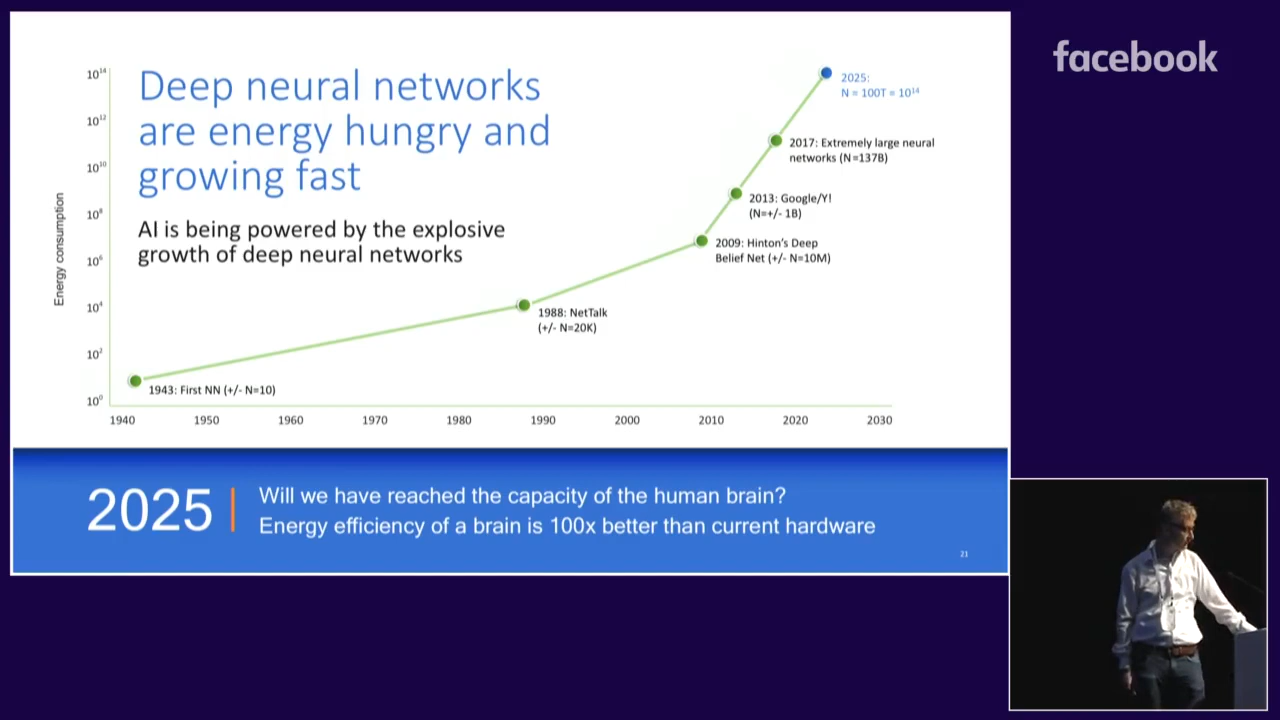 facebook
Deep neural networks
are energy hungry and
growing fast
AI is being powered by the explosive
growth of deep neural networks
Energy consumption
10¹⁴
10¹²
10¹⁰
10⁸
10⁶
10⁴
10²
10⁰
1940
1950
1960
1970
1980
1990
2000
2010
2020
2030
1943: First NN (+/- N=10)
1988: NetTalk
(+/- N=20K)
2009: Hinton's Deep
Belief Net (+/- N=10M)
2013: Google/Y!
(N=+/- 1B)
2017: Extremely large neural
networks (N=137B)
2025:
N = 100T = 10¹⁴
2025
Will we have reached the capacity of the human brain?
Energy efficiency of a brain is 100x better than current hardware
21